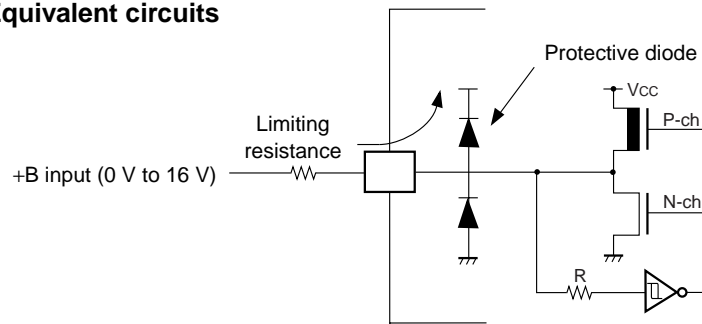 Equivalent circuits
Protective diode
VCC
P-ch
Limiting
resistance
+B input (0 V to 16 V)
N-ch
R